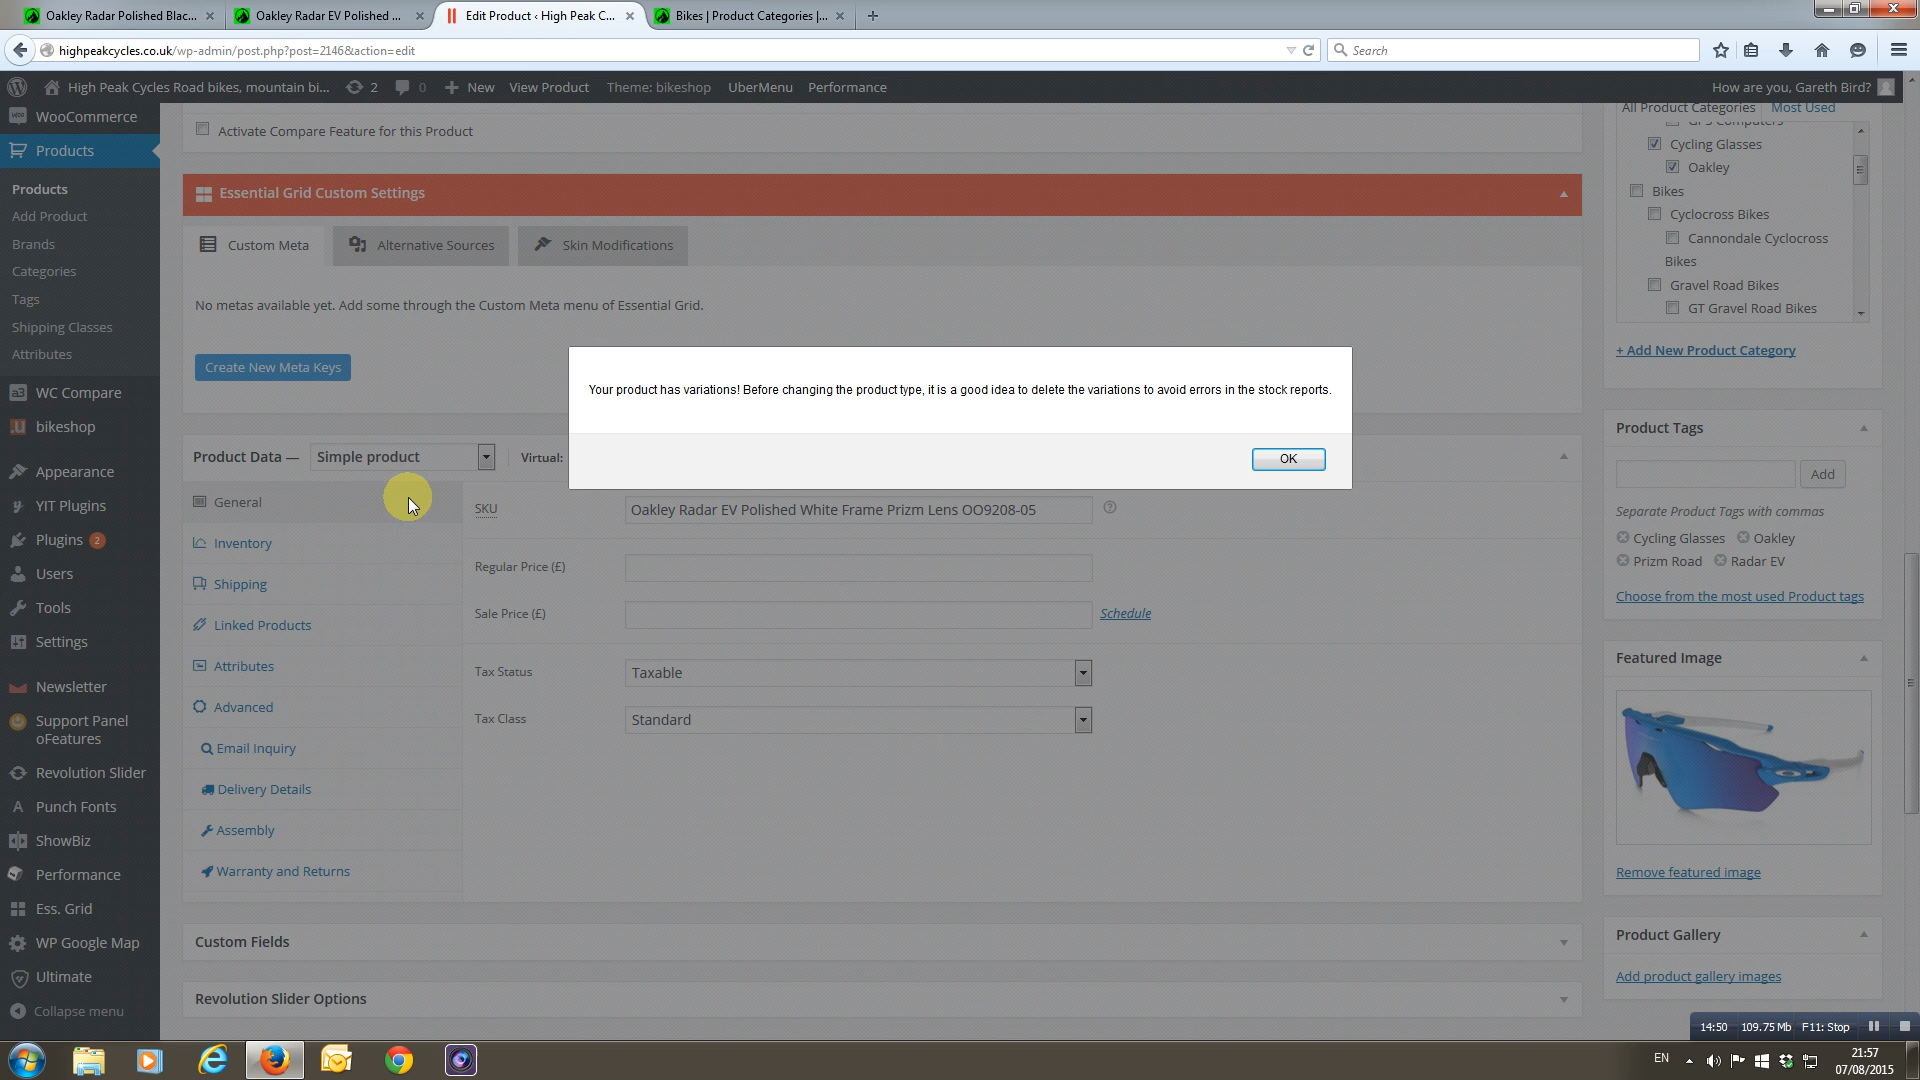 Oakley Radar Polished Blac...
Oakley Radar EV Polished ...
Edit Product ‹ High Peak C...
Bikes | Product Categories |...
highpeakcycles.co.uk/wp-admin/post.php?post=2146&action=edit
Search
High Peak Cycles Road bikes, mountain bi...
2
0
New
View Product
Theme: bikeshop
UberMenu
Performance
How are you, Gareth Bird?
WooCommerce
Products
Products
Add Product
Brands
Categories
Tags
Shipping Classes
Attributes
WC Compare
bikeshop
Appearance
YIT Plugins
Plugins 2
Users
Tools
Settings
Newsletter
Support Panel
oFeatures
Revolution Slider
Punch Fonts
ShowBiz
Performance
Ess. Grid
WP Google Map
Ultimate
Collapse menu
Activate Compare Feature for this Product
Essential Grid Custom Settings
Custom Meta
Alternative Sources
Skin Modifications
No metas available yet. Add some through the Custom Meta menu of Essential Grid.
Create New Meta Keys
Your product has variations! Before changing the product type, it is a good idea to delete the variations to avoid errors in the stock reports.
OK
Product Data —
Simple product
Virtual:
General
Inventory
Shipping
Linked Products
Attributes
Advanced
Email Inquiry
Delivery Details
Assembly
Warranty and Returns
SKU
Oakley Radar EV Polished White Frame Prizm Lens OO9208-05
Regular Price (£)
Sale Price (£)
Schedule
Tax Status
Taxable
Tax Class
Standard
Custom Fields
Revolution Slider Options
All Product Categories
Most Used
GPS Computers
Cycling Glasses
Oakley
Bikes
Cyclocross Bikes
Cannondale Cyclocross
Bikes
Gravel Road Bikes
GT Gravel Road Bikes
+ Add New Product Category
Product Tags
Add
Separate Product Tags with commas
Cycling Glasses
Oakley
Prizm Road
Radar EV
Choose from the most used Product tags
Featured Image
Remove featured image
Product Gallery
Add product gallery images
14:50
109.75 Mb
F11: Stop
EN
21:57
07/08/2015